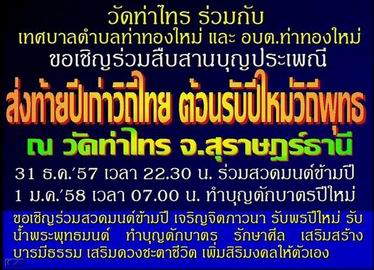 วัดท่าไทร ร่วมกับ
เทศบาลตำบลท่าทองใหม่ และ อบต.ท่าทองใหม่
ขอเชิญร่วมสืบสานบุญประเพณี
ส่งท้ายปีเก่าวิถีไทย ต้อนรับปีใหม่วิถีพุทธ
ณ วัดท่าไทร จ.สุราษฎร์ธานี
31 ธ.ค.’57 เวลา 22.30 น. ร่วมสวดมนต์ข้ามปี
1 ม.ค.’58 เวลา 07.00 น. ทำบุญตักบาตรปีใหม่
ขอเชิญร่วมสวดมนต์ข้ามปี เจริญจิตภาวนา รับพรปีใหม่ รับ
น้ำพระพุทธมนต์ ทำบุญตักบาตร รักษาศีล เสริมสร้าง
บารมีธรรม เสริมดวงชะตาชีวิต เพิ่มสิริมงคลให้ตัวเอง